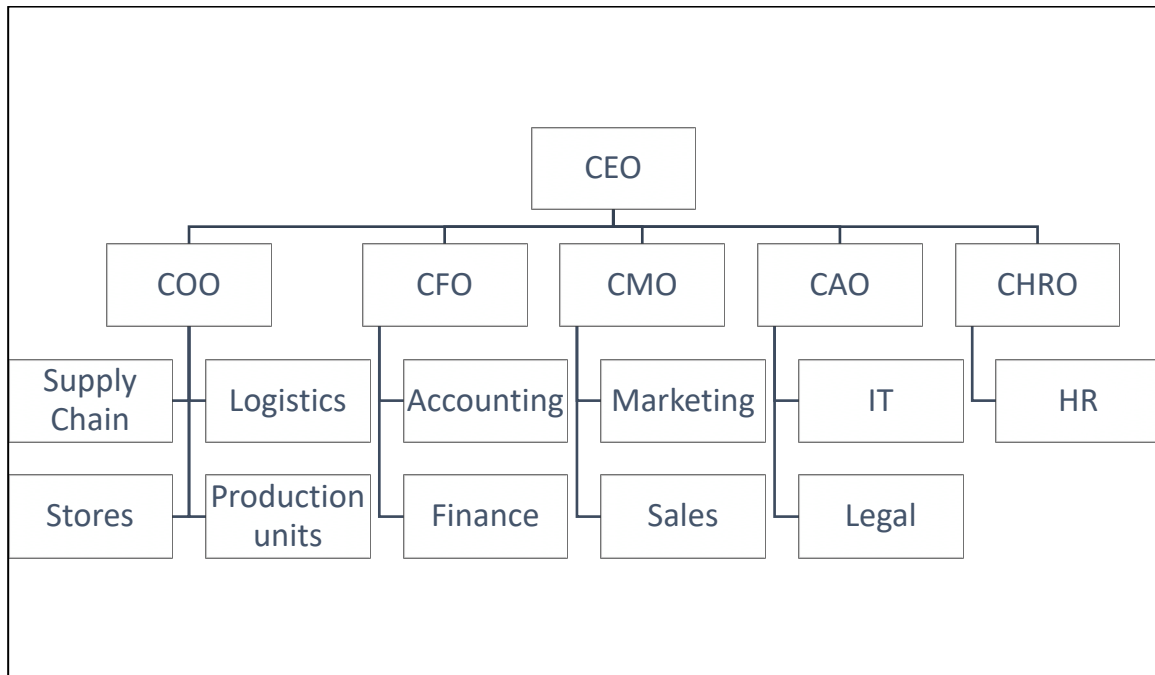 CEO
COO
CFO
CMO
CAO
CHRO
Supply
Chain
Logistics
Accounting
Marketing
IT
HR
Stores
Production
units
Finance
Sales
Legal